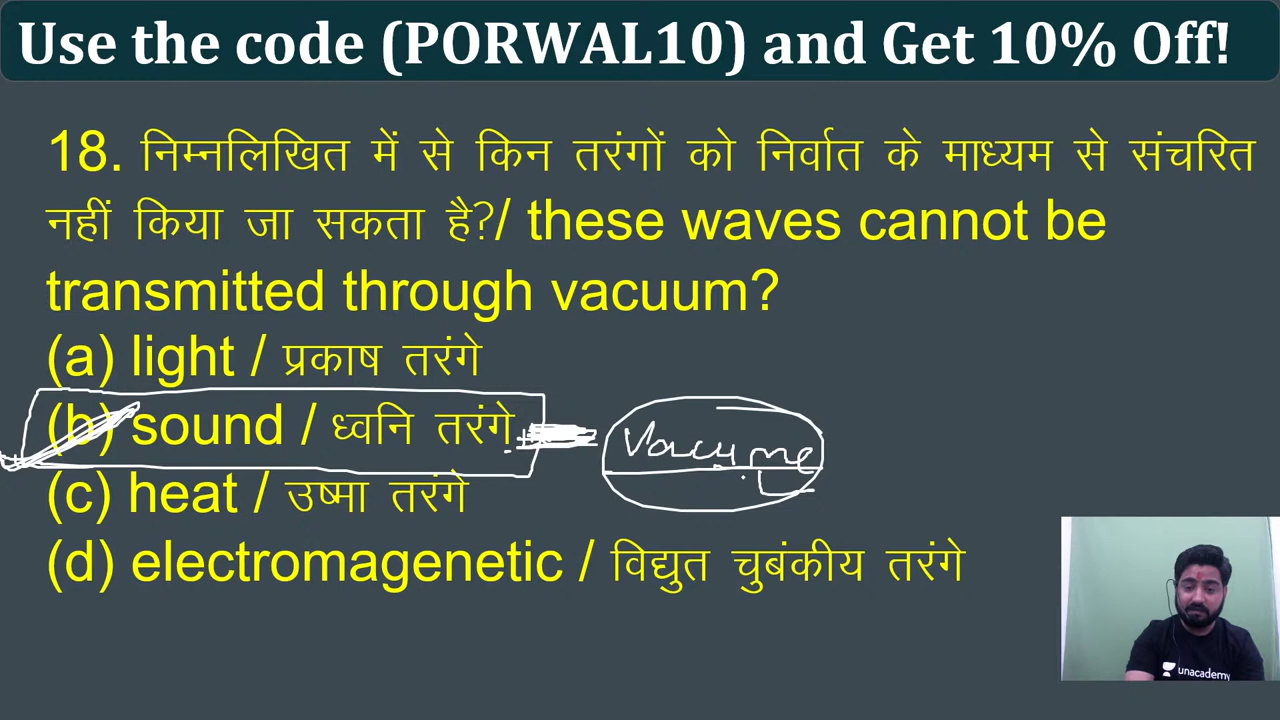 Use the code (PORWAL10) and Get 10% Off!
18. निम्नलिखित में से किन तरंगों को निर्वात के माध्यम से संचरित
नहीं किया जा सकता है?/ these waves cannot be
transmitted through vacuum?
(a) light / प्रकाष तरंगे
(b) sound / ध्वनि तरंगे
Vacuume
(c) heat / उष्मा तरंगे
(d) electromagenetic / विद्युत चुबंकीय तरंगे
unacademy